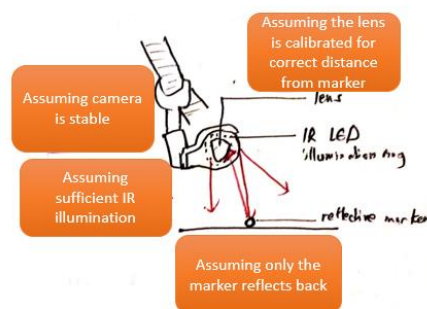 Assuming the lens
is calibrated for
correct distance
from marker
Assuming camera
is stable
lens
IR LED
illumination ring
Assuming
sufficient IR
illumination
reflective marker
Assuming only the
marker reflects back